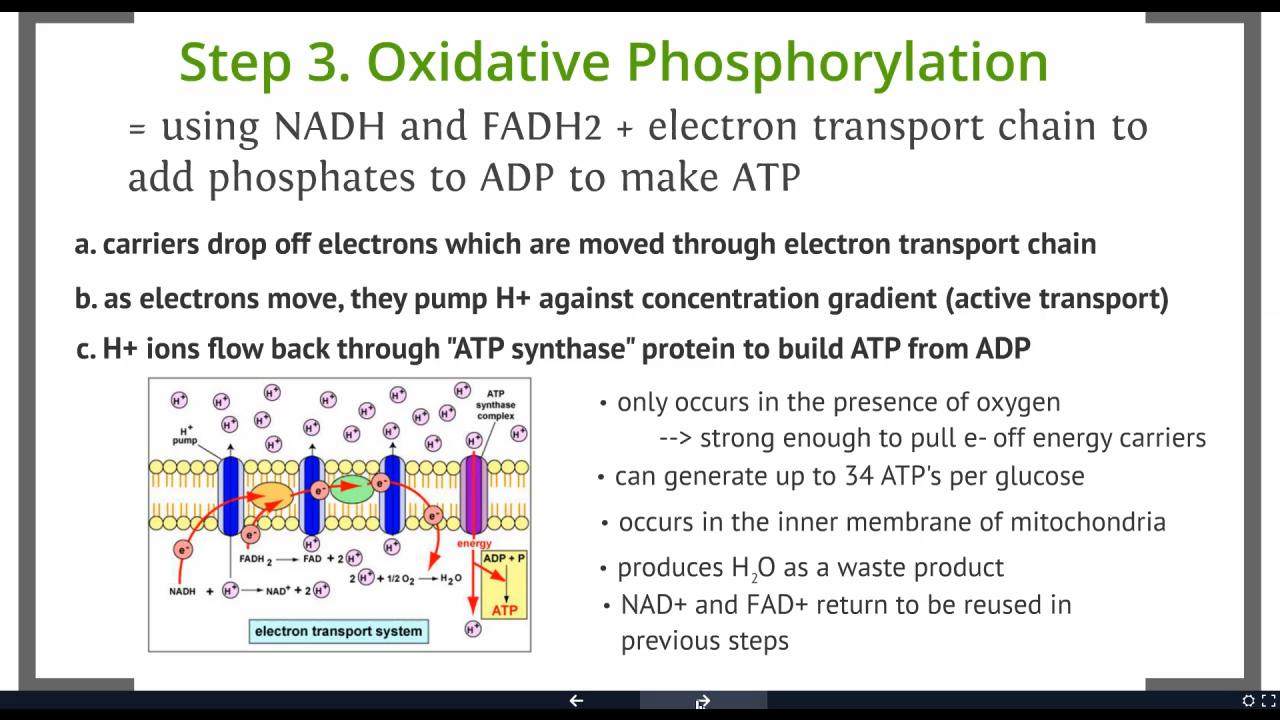 Step 3. Oxidative Phosphorylation
= using NADH and FADH2 + electron transport chain to
add phosphates to ADP to make ATP
a. carriers drop off electrons which are moved through electron transport chain
b. as electrons move, they pump H+ against concentration gradient (active transport)
c. H+ ions flow back through "ATP synthase" protein to build ATP from ADP
H+ H+ H+ H+ H+ H+ H+ H+ H+ H+ H+ H+ H+ H+ H+ H+ H+ H+
ATP
synthase
complex
H+
pump
e- e- e- e- e-
energy
H+ H+
FADH2 → FAD + 2 H+
ADP + P
2 H+ + 1/2 O2 → H2O
NADH + H+ → NAD+ + 2 H+
ATP
H+
electron transport system
• only occurs in the presence of oxygen
--> strong enough to pull e- off energy carriers
• can generate up to 34 ATP's per glucose
• occurs in the inner membrane of mitochondria
• produces H2O as a waste product
• NAD+ and FAD+ return to be reused in
previous steps